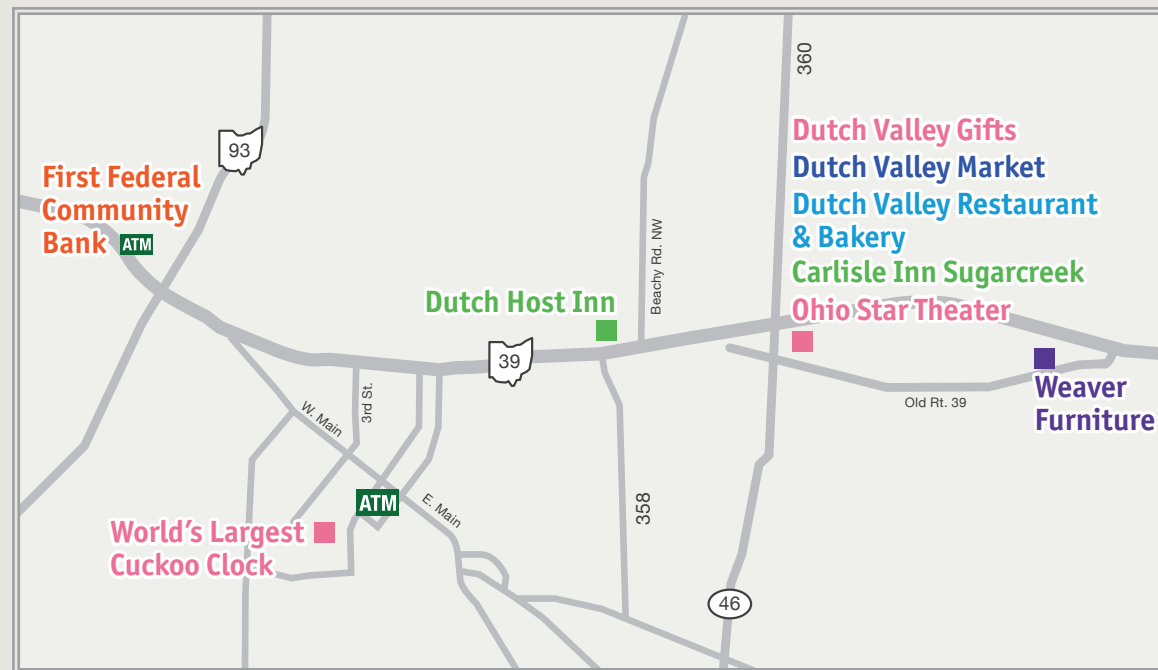 360
93
Dutch Valley Gifts
Dutch Valley Market
First Federal
Community
Bank ATM
Dutch Valley Restaurant
& Bakery
Beachy Rd. NW
Carlisle Inn Sugarcreek
Dutch Host Inn
Ohio Star Theater
39
Weaver
Furniture
3rd St.
Old Rt. 39
W. Main
ATM
E. Main
358
World's Largest
Cuckoo Clock
46